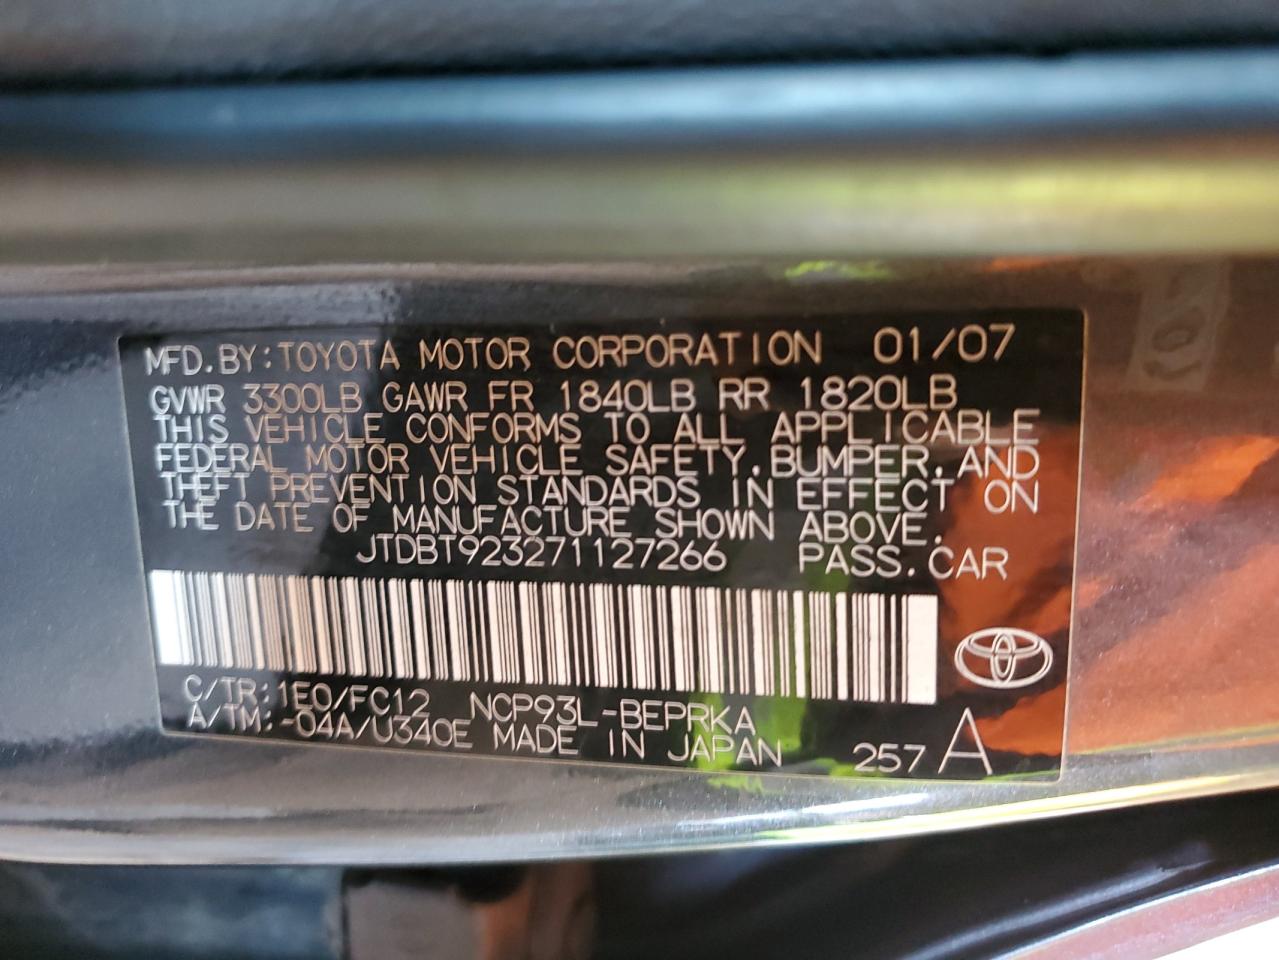 MFD. BY: TOYOTA MOTOR CORPORATION 01/07
GVWR 3300LB GAWR FR 1840LB RR 1820LB
THIS VEHICLE CONFORMS TO ALL APPLICABLE
FEDERAL MOTOR VEHICLE SAFETY, BUMPER, AND
THEFT PREVENTION STANDARDS IN EFFECT ON
THE DATE OF MANUFACTURE SHOWN ABOVE.
JTDBT923271127266 PASS. CAR
C/TR: 1E0/FC12 NCP93L-BEPRKA
A/TM: -04A/U340E MADE IN JAPAN 257 A